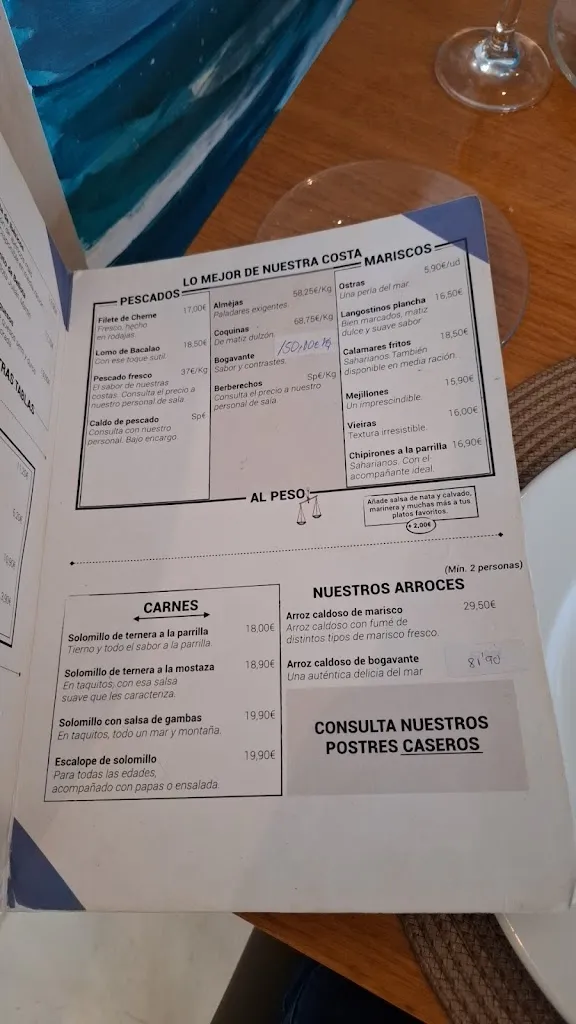 LO MEJOR DE NUESTRA COSTA
PESCADOS
Filete de Cherne 17,00€
Fresco, hecho
en rodajas.
Lomo de Bacalao 18,50€
Con ese toque sutil.
Pescado fresco 37€/Kg
El sabor de nuestras
costas. Consulta el precio a
nuestro personal de sala
Caldo de pescado Sp€
Consulta con nuestro
personal. Bajo encargo.
Almejas 58,25€/Kg
Paladares exigentes.
Coquinas 68,75€/Kg
De matiz dulzón.
Bogavante 150,00€ Kg
Sabor y contrastes.
Berberechos Sp€/Kg
Consulta el precio a nuestro
personal de sala.
MARISCOS
Ostras 5,90€/ud
Una perla del mar.
Langostinos plancha 16,50€
Bien marcados, matiz
dulce y suave sabor
Calamares fritos 18,50€
Saharianos También
disponible en media ración.
Mejillones 15,90€
Un imprescindible.
Vieiras 16,00€
Textura irresistible.
Chipirones a la parrilla 16,90€
Saharianos. Con el
acompañante ideal.
AL PESO
Añade salsa de nata y calvado,
marinera y muchas más a tus
platos favoritos.
+ 2,00€
CARNES
Solomillo de ternera a la parrilla 18,00€
Tierno y todo el sabor a la parrilla.
Solomillo de ternera a la mostaza 18,90€
En taquitos, con esa salsa
suave que les caracteriza.
Solomillo con salsa de gambas 19,90€
En taquitos, todo un mar y montaña.
Escalope de solomillo 19,90€
Para todas las edades,
acompañado con papas o ensalada.
(Mín. 2 personas)
NUESTROS ARROCES
Arroz caldoso de marisco 29,50€
Arroz caldoso con fumé de
distintos tipos de marisco fresco.
Arroz caldoso de bogavante 81'90
Una auténtica delicia del mar
CONSULTA NUESTROS
POSTRES CASEROS
TRAS TABLAS